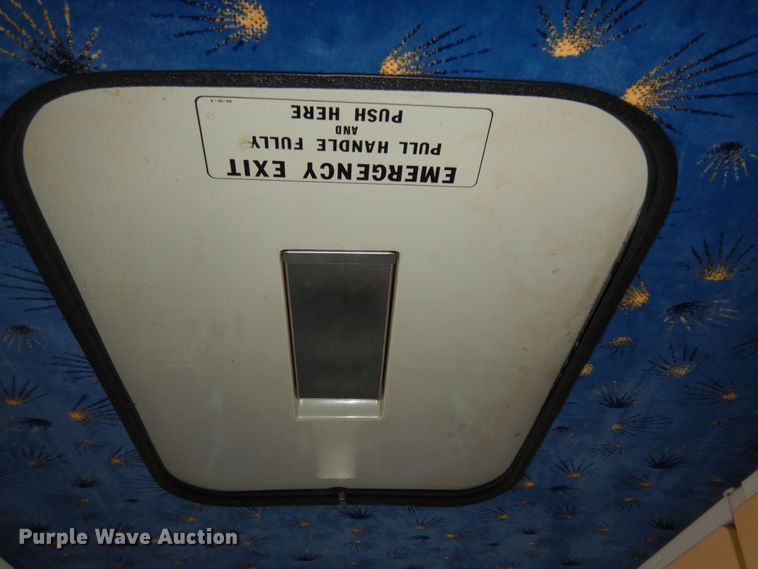 EMERGENCY EXIT
PULL HANDLE FULLY
AND
PUSH HERE
Purple Wave Auction